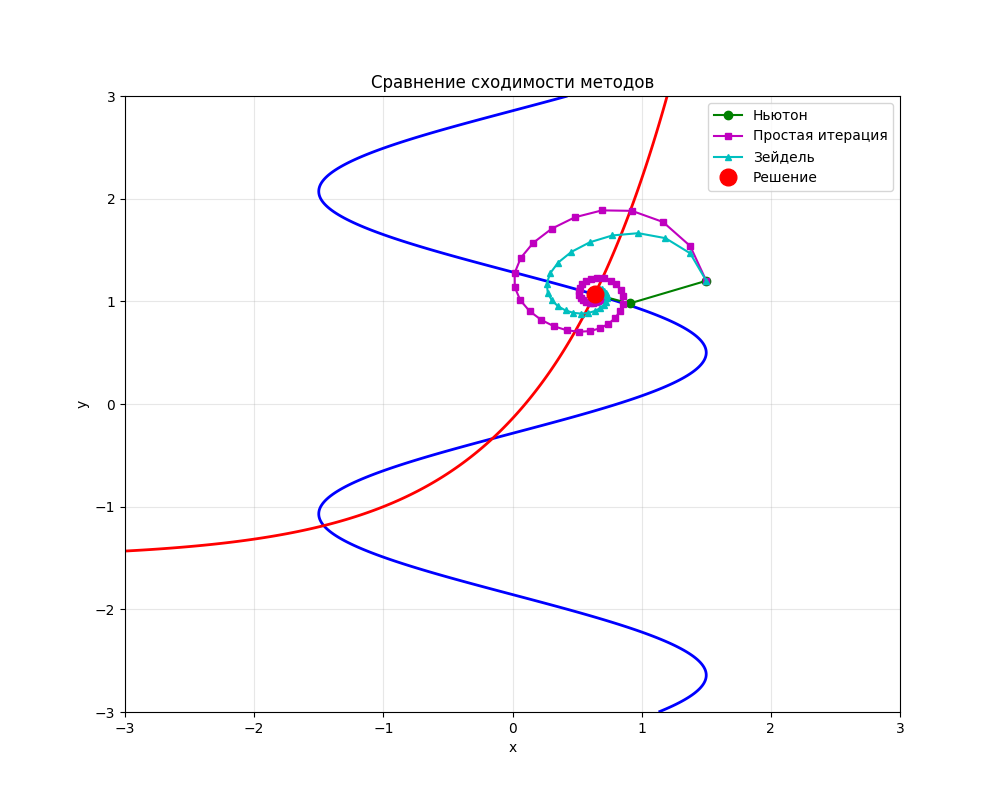 Сравнение сходимости методов
Ньютон
Простая итерация
Зейдель
Решение
3
2
1
0
−1
−2
−3
y
−3 −2 −1 0 1 2 3
x